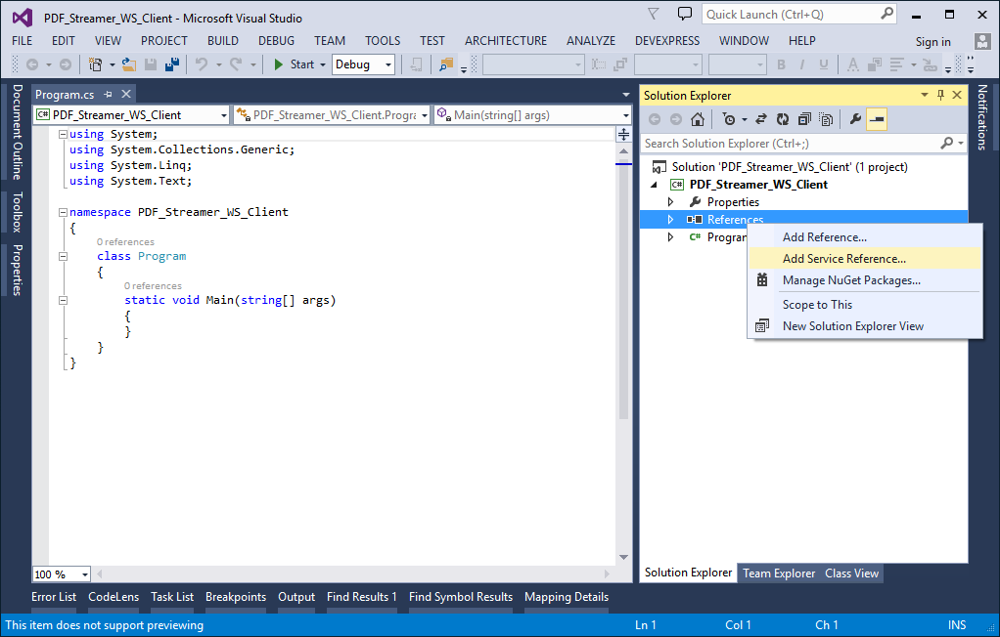 PDF_Streamer_WS_Client - Microsoft Visual Studio
Quick Launch (Ctrl+Q)
FILE EDIT VIEW PROJECT BUILD DEBUG TEAM TOOLS TEST ARCHITECTURE ANALYZE DEVEXPRESS WINDOW HELP Sign in
Start Debug B I U A
Document Outline
Toolbox
Properties
Program.cs
C# PDF_Streamer_WS_Client PDF_Streamer_WS_Client.Progra Main(string[] args)
using System;
using System.Collections.Generic;
using System.Linq;
using System.Text;
namespace PDF_Streamer_WS_Client
{
0 references
class Program
{
0 references
static void Main(string[] args)
{
}
}
}
100 %
Solution Explorer
Search Solution Explorer (Ctrl+;)
Solution 'PDF_Streamer_WS_Client' (1 project)
C# PDF_Streamer_WS_Client
Properties
References
C# Program
Add Reference...
Add Service Reference...
Manage NuGet Packages...
Scope to This
New Solution Explorer View
Notifications
Solution Explorer Team Explorer Class View
Error List CodeLens Task List Breakpoints Output Find Results 1 Find Symbol Results Mapping Details
This item does not support previewing Ln 1 Col 1 Ch 1 INS